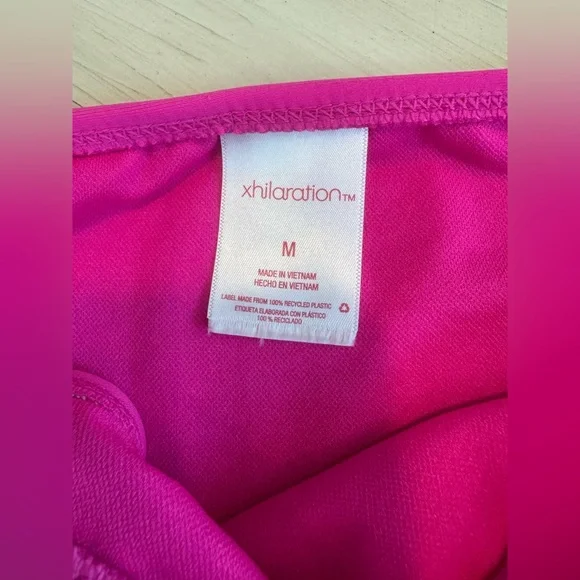 xhilaration™
M
MADE IN VIETNAM
HECHO EN VIETNAM
LABEL MADE FROM 100% RECYCLED PLASTIC
ETIQUETA ELABORADA CON PLÁSTICO
100 % RECICLADO